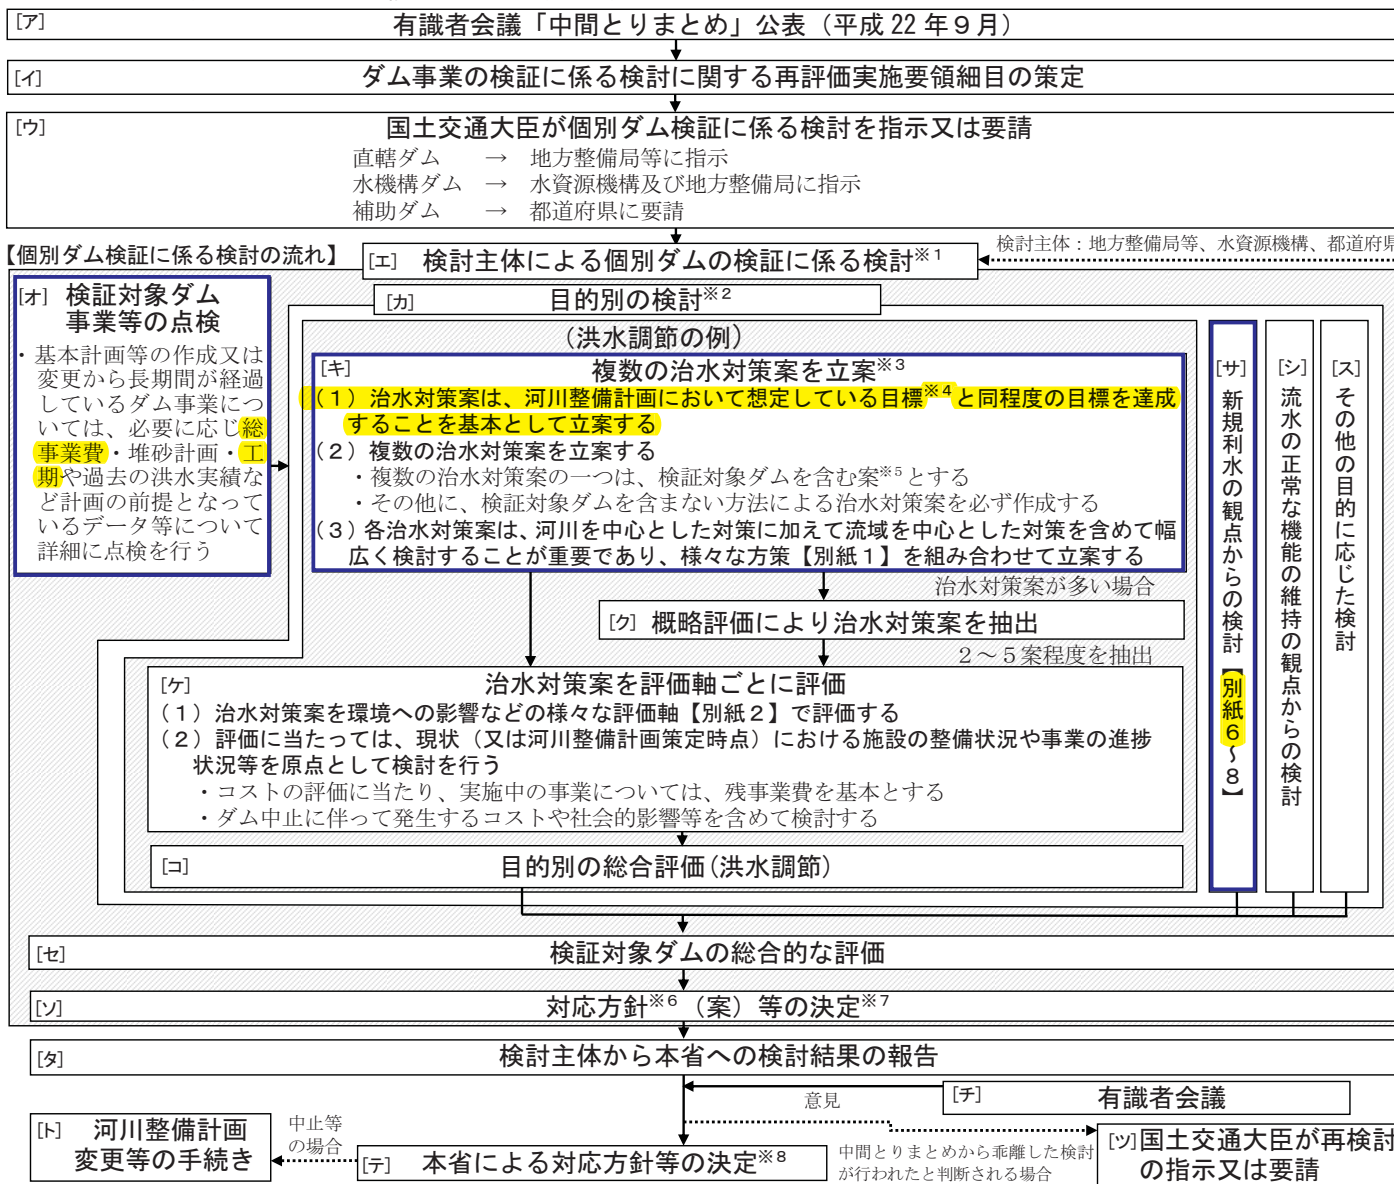 [ア] 有識者会議「中間とりまとめ」公表（平成22年９月）
[イ] ダム事業の検証に係る検討に関する再評価実施要領細目の策定
[ウ] 国土交通大臣が個別ダム検証に係る検討を指示又は要請
直轄ダム → 地方整備局等に指示
水機構ダム → 水資源機構及び地方整備局に指示
補助ダム → 都道府県に要請
【個別ダム検証に係る検討の流れ】
[エ] 検討主体による個別ダムの検証に係る検討※1
検討主体：地方整備局等、水資源機構、都道府県
[オ] 検証対象ダム
事業等の点検
・基本計画等の作成又は
変更から長期間が経過
しているダム事業につ
いては、必要に応じ総
事業費・堆砂計画・工
期や過去の洪水実績な
ど計画の前提となって
いるデータ等について
詳細に点検を行う
[カ] 目的別の検討※2
(洪水調節の例)
[キ] 複数の治水対策案を立案※3
(１) 治水対策案は、河川整備計画において想定している目標※4と同程度の目標を達成
することを基本として立案する
(２) 複数の治水対策案を立案する
・複数の治水対策案の一つは、検証対象ダムを含む案※5とする
・その他に、検証対象ダムを含まない方法による治水対策案を必ず作成する
(３) 各治水対策案は、河川を中心とした対策に加えて流域を中心とした対策を含めて幅
広く検討することが重要であり、様々な方策【別紙１】を組み合わせて立案する
治水対策案が多い場合
[ク] 概略評価により治水対策案を抽出
２～５案程度を抽出
[ケ] 治水対策案を評価軸ごとに評価
(１) 治水対策案を環境への影響などの様々な評価軸【別紙２】で評価する
(２) 評価に当たっては、現状（又は河川整備計画策定時点）における施設の整備状況や事業の進捗
状況等を原点として検討を行う
・コストの評価に当たり、実施中の事業については、残事業費を基本とする
・ダム中止に伴って発生するコストや社会的影響等を含めて検討する
[コ] 目的別の総合評価(洪水調節)
[サ] 新規利水の観点からの検討【別紙６～８】
[シ] 流水の正常な機能の維持の観点からの検討
[ス] その他の目的に応じた検討
[セ] 検証対象ダムの総合的な評価
[ソ] 対応方針※6（案）等の決定※7
[タ] 検討主体から本省への検討結果の報告
[チ] 有識者会議
意見
[ト] 河川整備計画
変更等の手続き
中止等
の場合
[テ] 本省による対応方針等の決定※8
中間とりまとめから乖離した検討
が行われたと判断される場合
[ツ] 国土交通大臣が再検討
の指示又は要請